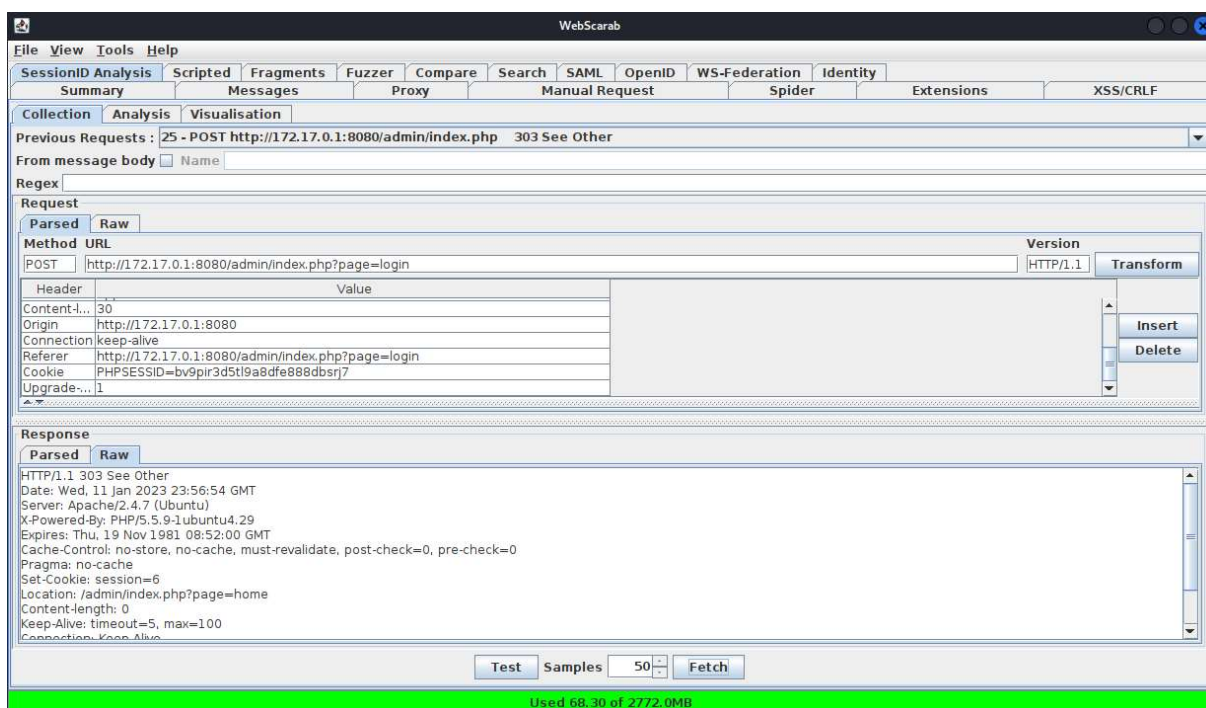 WebScarab
File View Tools Help
SessionID Analysis Scripted Fragments Fuzzer Compare Search SAML OpenID WS-Federation Identity
Summary Messages Proxy Manual Request Spider Extensions XSS/CRLF
Collection Analysis Visualisation
Previous Requests : 25 - POST http://172.17.0.1:8080/admin/index.php 303 See Other
From message body Name
Regex
Request
Parsed Raw
Method URL Version
POST http://172.17.0.1:8080/admin/index.php?page=login HTTP/1.1 Transform
Header Value
Content-l... 30
Origin http://172.17.0.1:8080
Insert
Connection keep-alive
Referer http://172.17.0.1:8080/admin/index.php?page=login
Delete
Cookie PHPSESSID=bv9pir3d5tl9a8dfe888dbsrj7
Upgrade-... 1
Response
Parsed Raw
HTTP/1.1 303 See Other
Date: Wed, 11 Jan 2023 23:56:54 GMT
Server: Apache/2.4.7 (Ubuntu)
X-Powered-By: PHP/5.5.9-1ubuntu4.29
Expires: Thu, 19 Nov 1981 08:52:00 GMT
Cache-Control: no-store, no-cache, must-revalidate, post-check=0, pre-check=0
Pragma: no-cache
Set-Cookie: session=6
Location: /admin/index.php?page=home
Content-length: 0
Keep-Alive: timeout=5, max=100
Connection: Keep-Alive
Test Samples 50 Fetch
Used 68.30 of 2772.0MB